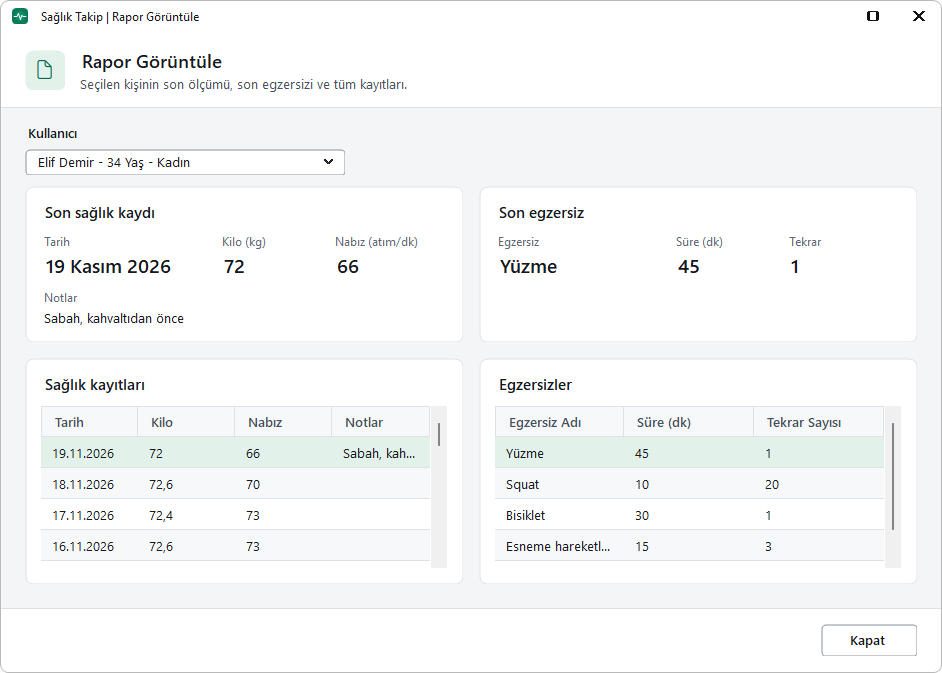 Sağlık Takip | Rapor Görüntüle
Rapor Görüntüle
Seçilen kişinin son ölçümü, son egzersizi ve tüm kayıtları.
Kullanıcı
Elif Demir - 34 Yaş - Kadın
Son sağlık kaydı
Tarih Kilo (kg) Nabız (atım/dk)
19 Kasım 2026 72 66
Notlar
Sabah, kahvaltıdan önce
Son egzersiz
Egzersiz Süre (dk) Tekrar
Yüzme 45 1
Sağlık kayıtları
Tarih Kilo Nabız Notlar
19.11.2026 72 66 Sabah, kah...
18.11.2026 72,6 70
17.11.2026 72,4 73
16.11.2026 72,6 73
Egzersizler
Egzersiz Adı Süre (dk) Tekrar Sayısı
Yüzme 45 1
Squat 10 20
Bisiklet 30 1
Esneme hareketl... 15 3
Kapat